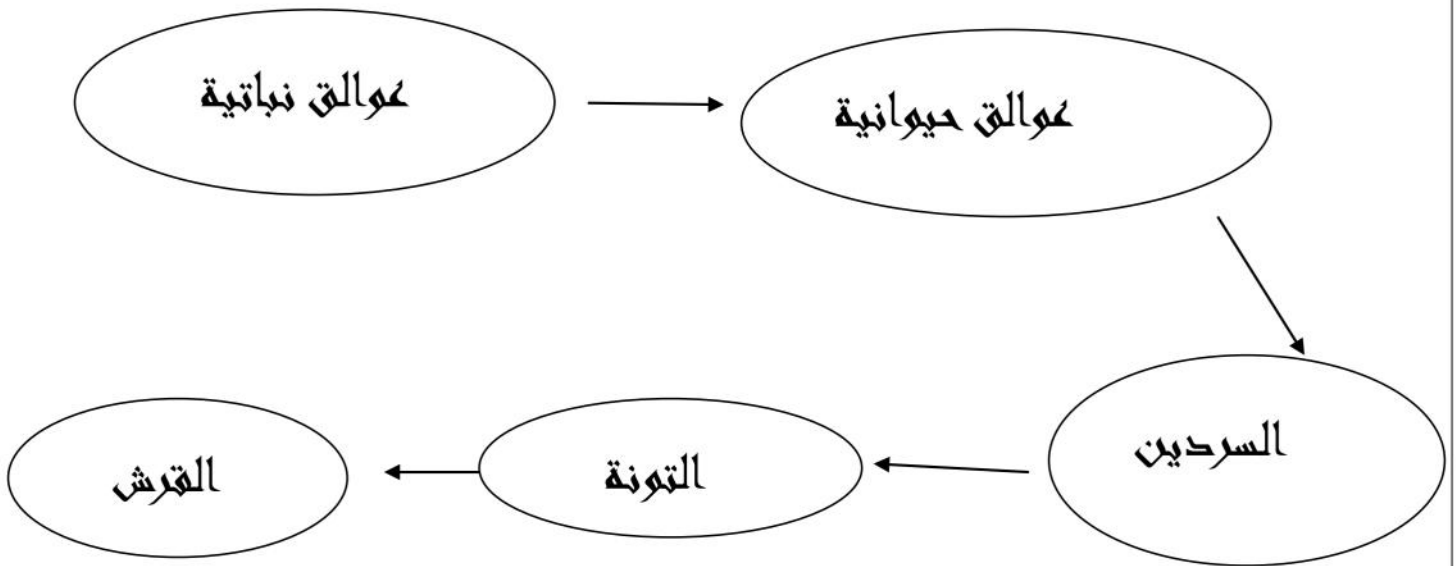 عوالق نباتية
عوالق حيوانية
السردين
التونة
القرش